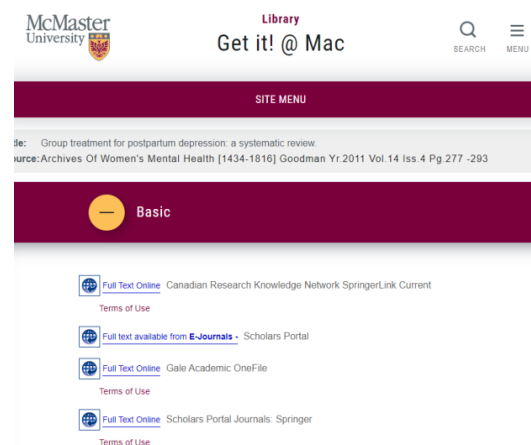 McMaster
University
Library
Get it! @ Mac
SEARCH
MENU
SITE MENU
tle: Group treatment for postpartum depression: a systematic review.
ource: Archives Of Women's Mental Health [1434-1816] Goodman Yr.2011 Vol.14 Iss.4 Pg.277 -293
Basic
Full Text Online Canadian Research Knowledge Network SpringerLink Current
Terms of Use
Full text available from E-Journals - Scholars Portal
Full Text Online Gale Academic OneFile
Terms of Use
Full Text Online Scholars Portal Journals: Springer
Terms of Use